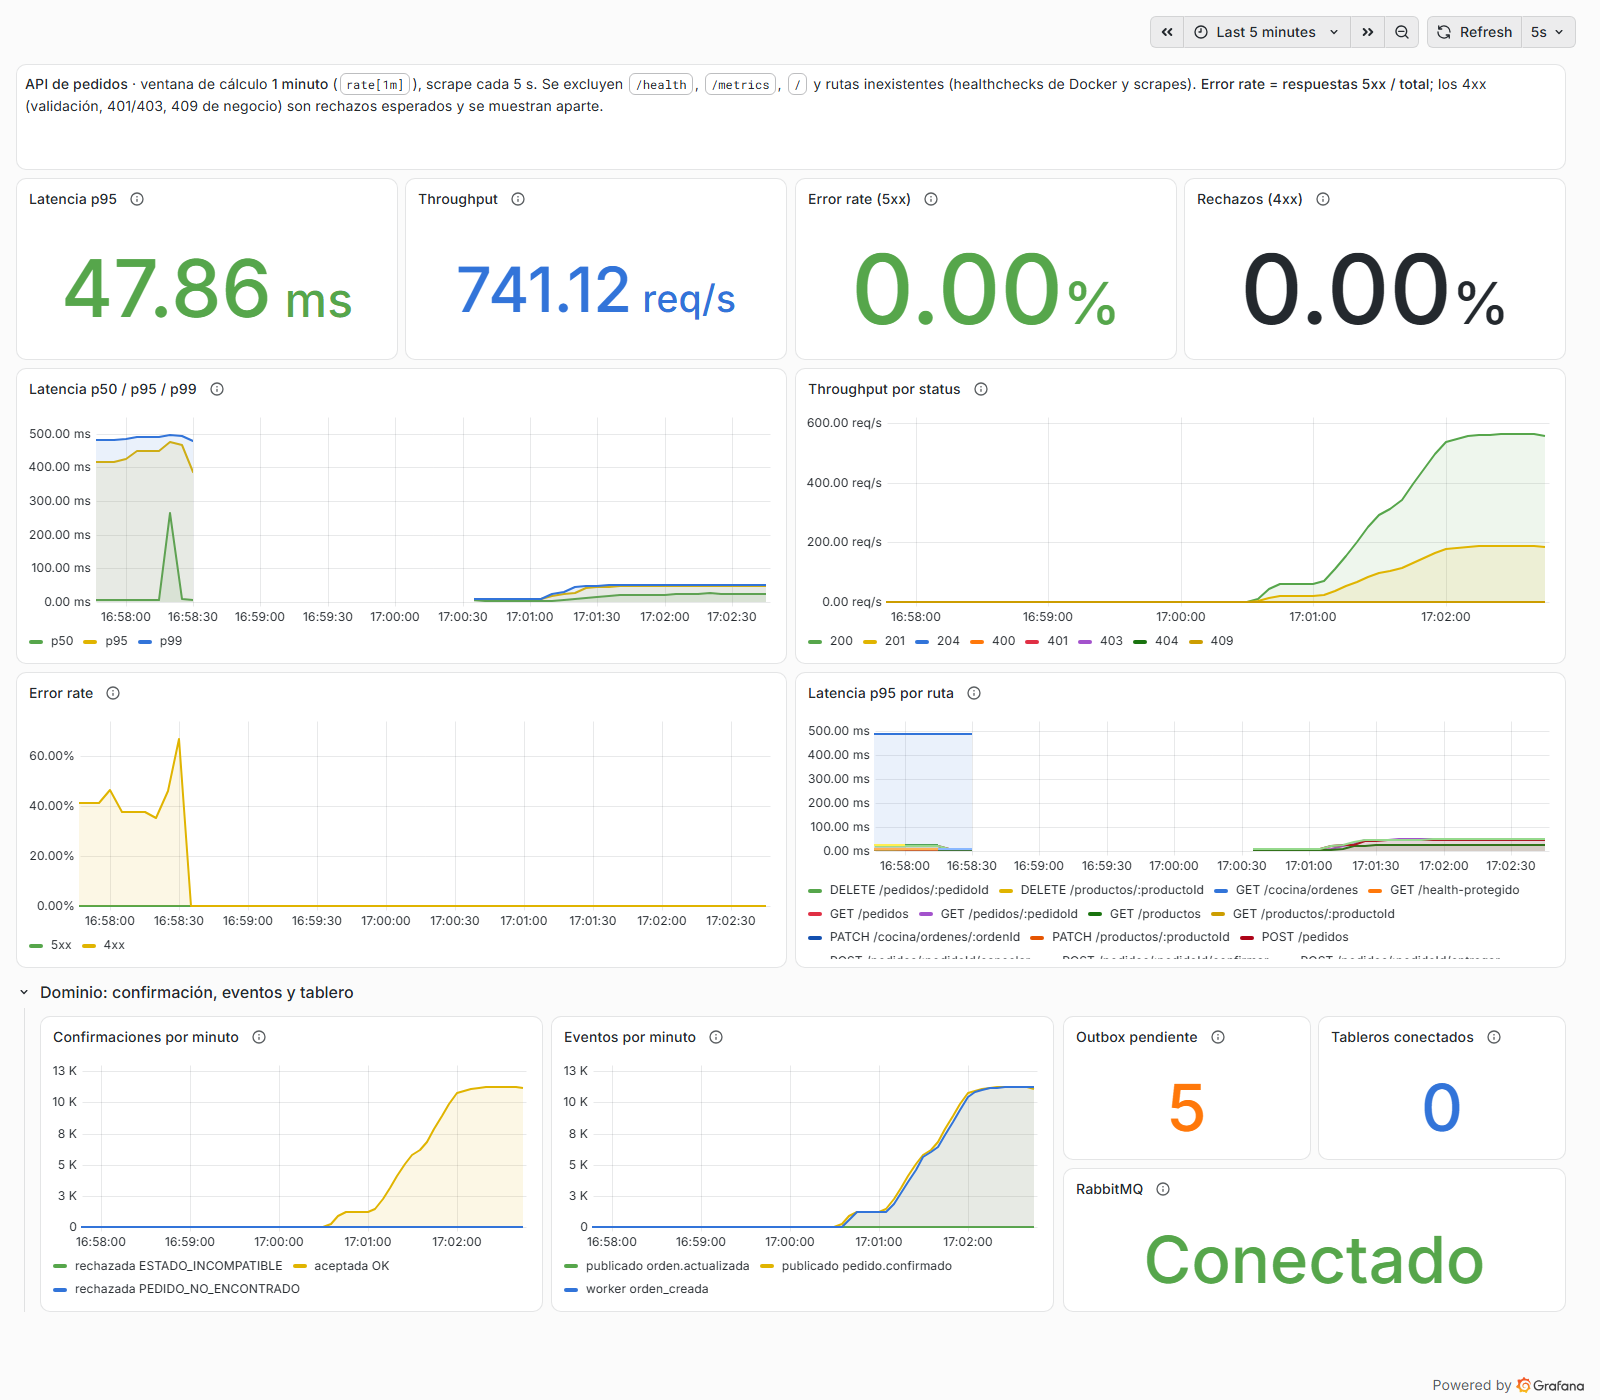 Last 5 minutes
Refresh
5s
API de pedidos · ventana de cálculo 1 minuto ( rate[1m] ), scrape cada 5 s. Se excluyen /health , /metrics , / y rutas inexistentes (healthchecks de Docker y scrapes). Error rate = respuestas 5xx / total; los 4xx
(validación, 401/403, 409 de negocio) son rechazos esperados y se muestran aparte.
Latencia p95
47.86 ms
Throughput
741.12 req/s
Error rate (5xx)
0.00%
Rechazos (4xx)
0.00%
Latencia p50 / p95 / p99
500.00 ms
400.00 ms
300.00 ms
200.00 ms
100.00 ms
0.00 ms
16:58:00 16:58:30 16:59:00 16:59:30 17:00:00 17:00:30 17:01:00 17:01:30 17:02:00 17:02:30
p50 p95 p99
Throughput por status
600.00 req/s
400.00 req/s
200.00 req/s
0.00 req/s
16:58:00 16:59:00 17:00:00 17:01:00 17:02:00
200 201 204 400 401 403 404 409
Error rate
60.00%
40.00%
20.00%
0.00%
16:58:00 16:58:30 16:59:00 16:59:30 17:00:00 17:00:30 17:01:00 17:01:30 17:02:00 17:02:30
5xx 4xx
Latencia p95 por ruta
500.00 ms
400.00 ms
300.00 ms
200.00 ms
100.00 ms
0.00 ms
16:58:00 16:58:30 16:59:00 16:59:30 17:00:00 17:00:30 17:01:00 17:01:30 17:02:00 17:02:30
DELETE /pedidos/:pedidoId DELETE /productos/:productoId GET /cocina/ordenes GET /health-protegido
GET /pedidos GET /pedidos/:pedidoId GET /productos GET /productos/:productoId
PATCH /cocina/ordenes/:ordenId PATCH /productos/:productoId POST /pedidos
Dominio: confirmación, eventos y tablero
Confirmaciones por minuto
13 K
10 K
8 K
5 K
3 K
0
16:58:00 16:59:00 17:00:00 17:01:00 17:02:00
rechazada ESTADO_INCOMPATIBLE aceptada OK
rechazada PEDIDO_NO_ENCONTRADO
Eventos por minuto
13 K
10 K
8 K
5 K
3 K
0
16:58:00 16:59:00 17:00:00 17:01:00 17:02:00
publicado orden.actualizada publicado pedido.confirmado
worker orden_creada
Outbox pendiente
5
Tableros conectados
0
RabbitMQ
Conectado
Powered by Grafana